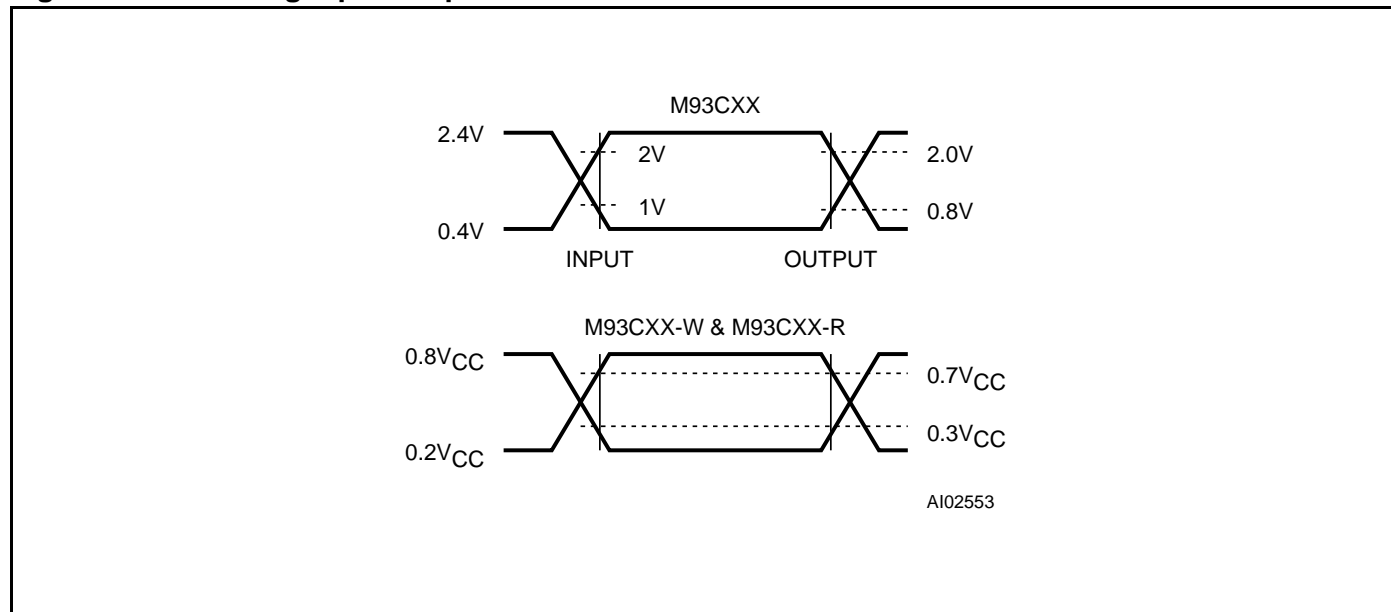 M93CXX
2.4V
2V
2.0V
1V
0.8V
0.4V
INPUT
OUTPUT
M93CXX-W & M93CXX-R
0.8VCC
0.7VCC
0.3VCC
0.2VCC
AI02553